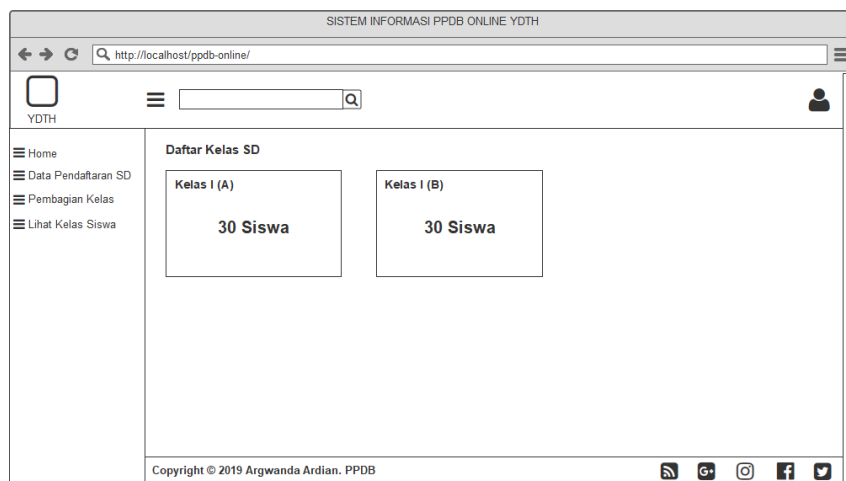 SISTEM INFORMASI PPDB ONLINE YDTH
http://localhost/ppdb-online/
YDTH
Home
Data Pendaftaran SD
Pembagian Kelas
Lihat Kelas Siswa
Daftar Kelas SD
Kelas I (A)
30 Siswa
Kelas I (B)
30 Siswa
Copyright © 2019 Argwanda Ardian. PPDB